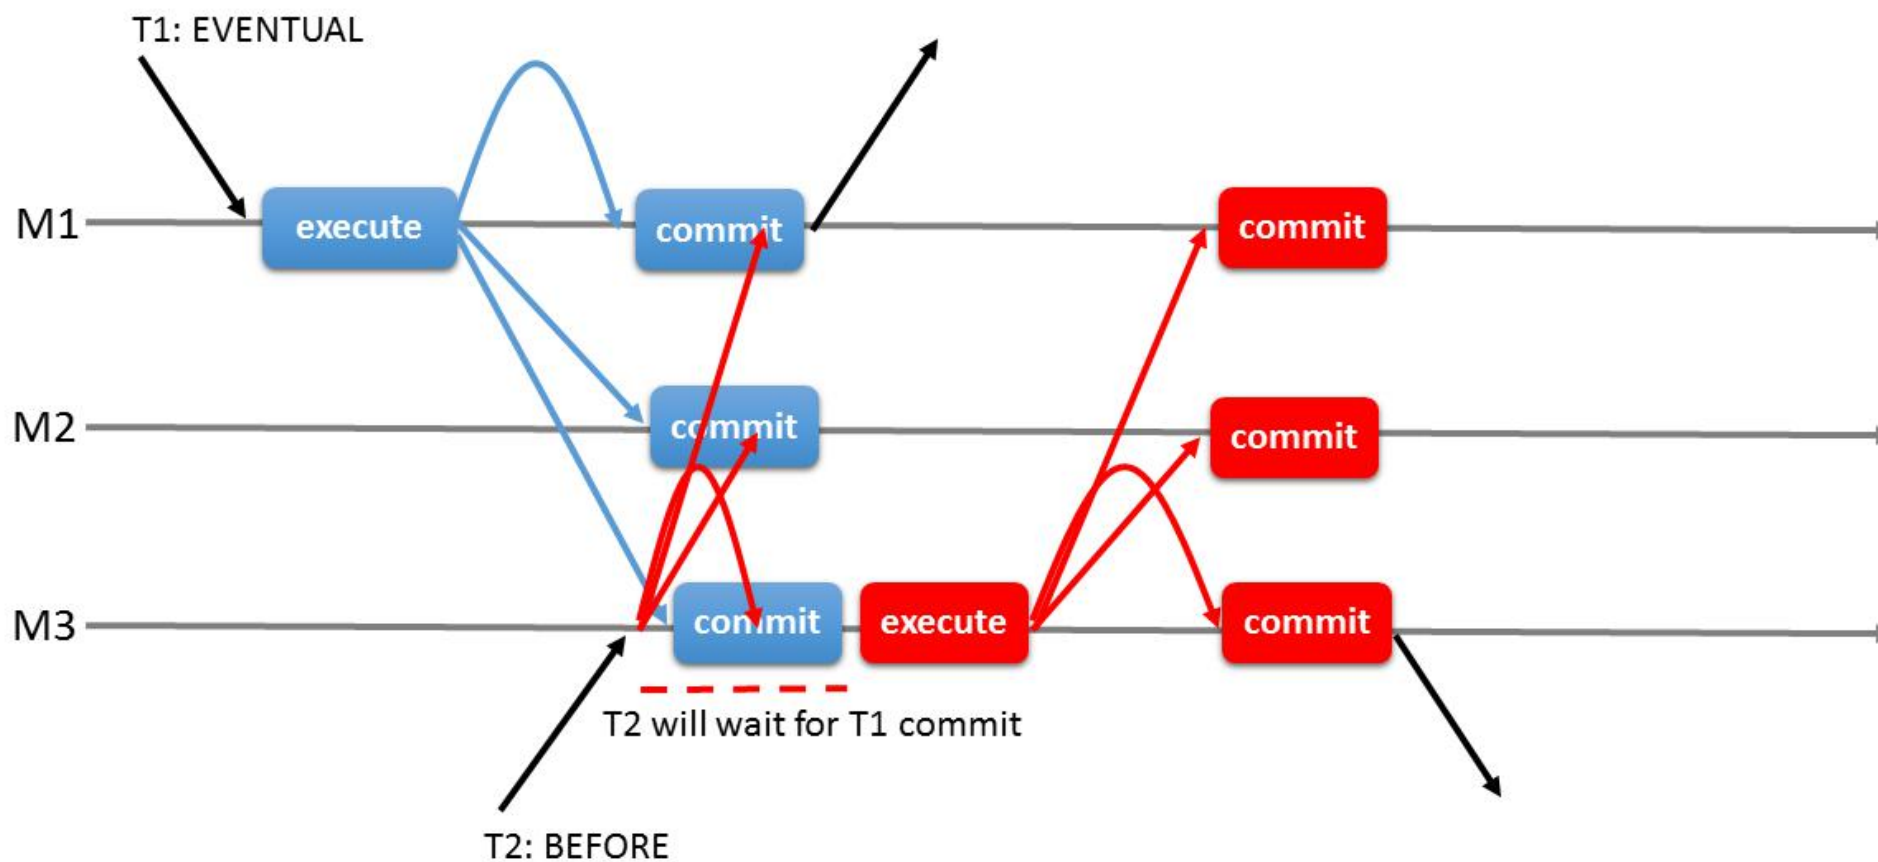 T1: EVENTUAL
M1
execute
commit
commit
M2
commit
commit
M3
commit
execute
commit
T2 will wait for T1 commit
T2: BEFORE